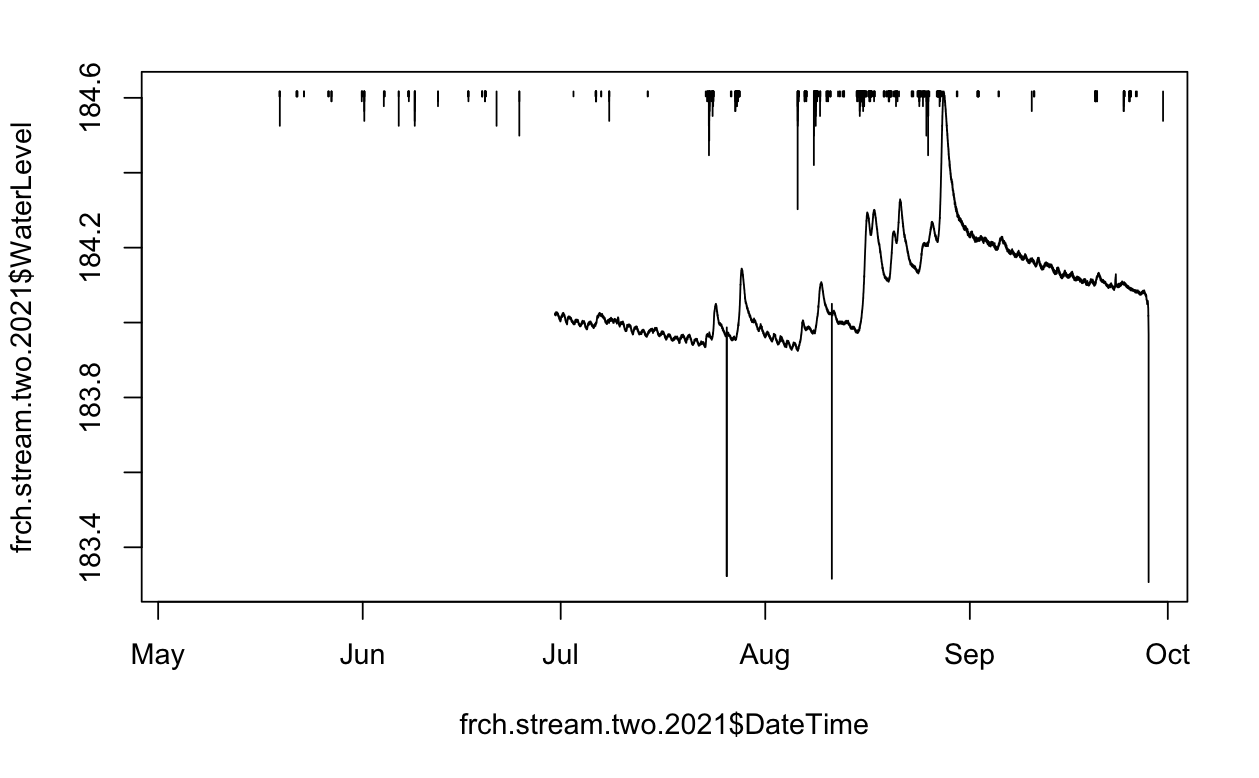 frch.stream.two.2021$WaterLevel
184.6
184.2
183.8
183.4
May Jun Jul Aug Sep Oct
frch.stream.two.2021$DateTime